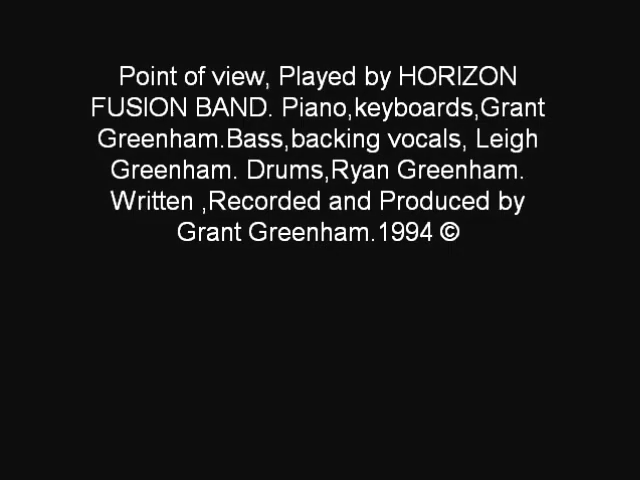 Point of view, Played by HORIZON
FUSION BAND. Piano,keyboards,Grant
Greenham.Bass,backing vocals, Leigh
Greenham. Drums,Ryan Greenham.
Written ,Recorded and Produced by
Grant Greenham.1994 ©